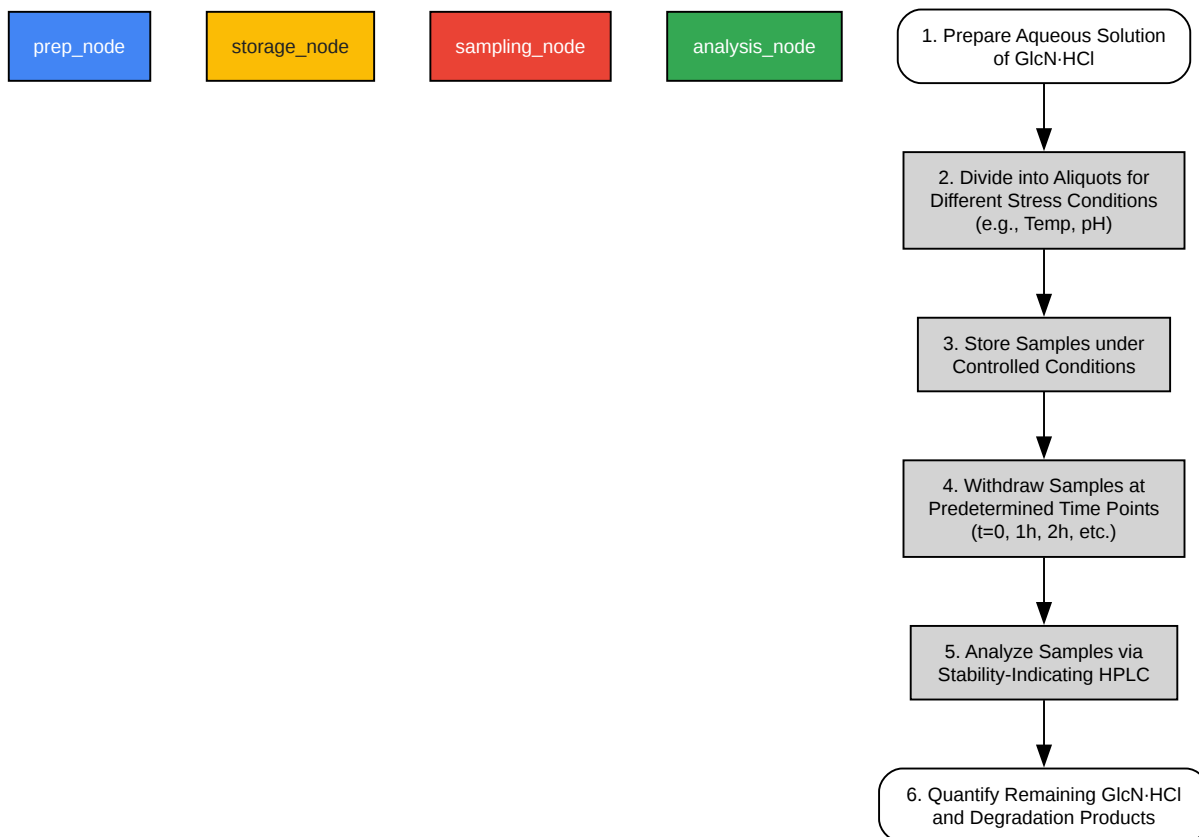 prep_node
storage_node
sampling_node
analysis_node
1. Prepare Aqueous Solution
of GlcN·HCl
2. Divide into Aliquots for
Different Stress Conditions
(e.g., Temp, pH)
3. Store Samples under
Controlled Conditions
4. Withdraw Samples at
Predetermined Time Points
(t=0, 1h, 2h, etc.)
5. Analyze Samples via
Stability-Indicating HPLC
6. Quantify Remaining GlcN·HCl
and Degradation Products